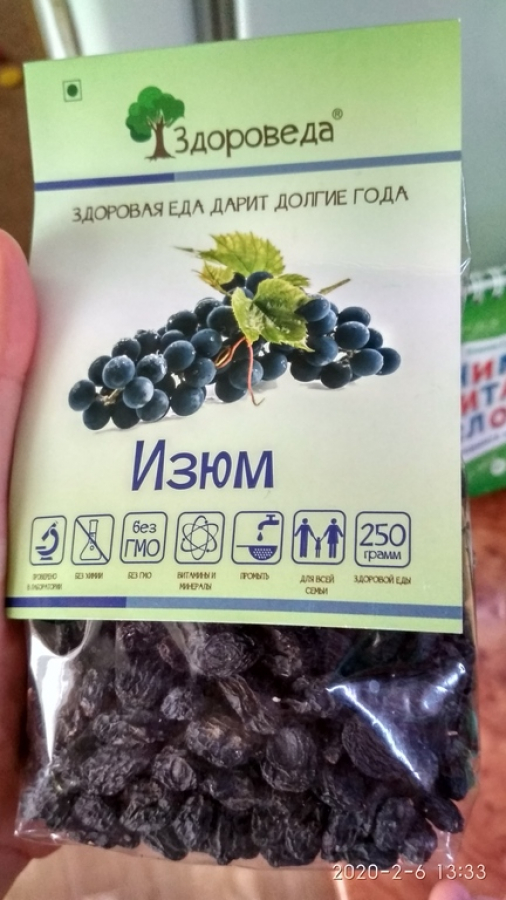 Здороведа®
ЗДОРОВАЯ ЕДА ДАРИТ ДОЛГИЕ ГОДА
Изюм
без
ГМО
250
грамм
ПРОВЕРЕНО
В ЛАБОРАТОРИИ
БЕЗ ХИМИИ
БЕЗ ГМО
ВИТАМИНЫ И
МИНЕРАЛЫ
ПРОМЫТЬ
ДЛЯ ВСЕЙ
СЕМЬИ
ЗДОРОВОЙ ЕДЫ
2020-2-6 13:33